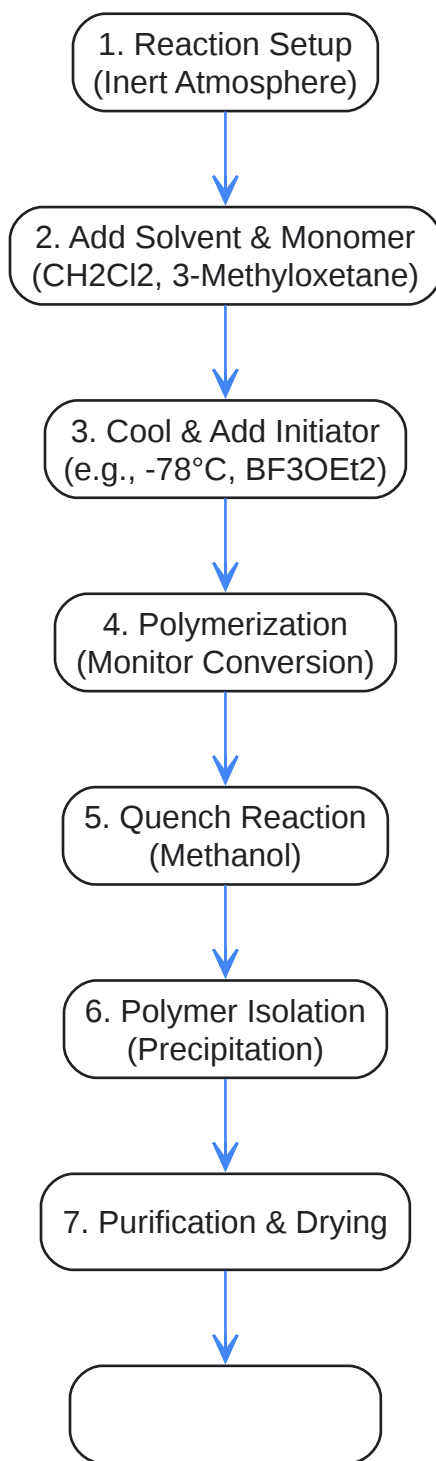 1. Reaction Setup
(Inert Atmosphere)
2. Add Solvent & Monomer
(CH2Cl2, 3-Methyloxetane)
3. Cool & Add Initiator
(e.g., -78°C, BF3OEt2)
4. Polymerization
(Monitor Conversion)
5. Quench Reaction
(Methanol)
6. Polymer Isolation
(Precipitation)
7. Purification & Drying